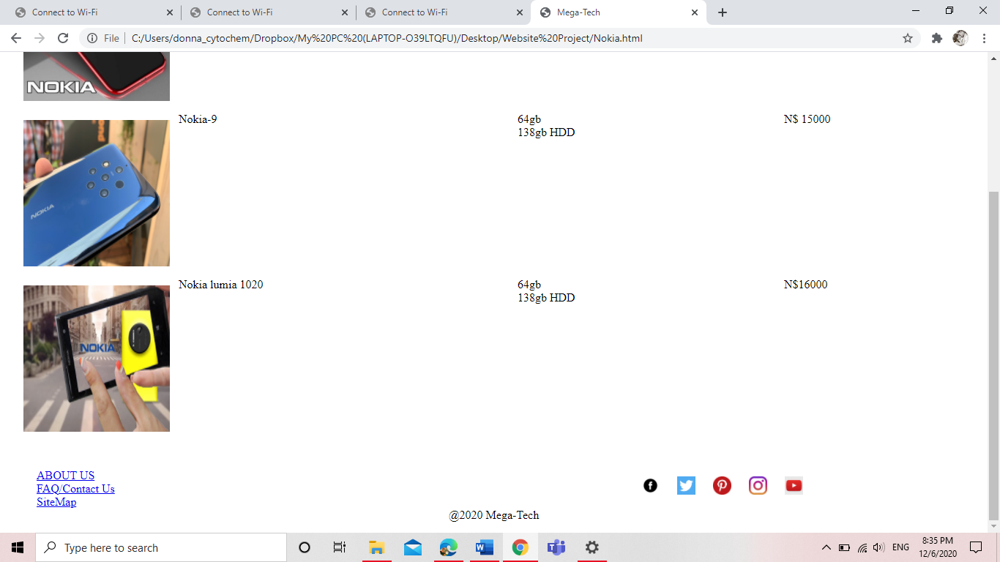 Connect to Wi-Fi
Connect to Wi-Fi
Connect to Wi-Fi
Mega-Tech
File
C:/Users/donna_cytochem/Dropbox/My%20PC%20(LAPTOP-O39LTQFU)/Desktop/Website%20Project/Nokia.html
NOKIA
Nokia-9
64gb
138gb HDD
N$ 15000
NOKIA
Nokia lumia 1020
64gb
138gb HDD
N$16000
NOKIA
ABOUT US
FAQ/Contact Us
SiteMap
@2020 Mega-Tech
Type here to search
ENG
8:35 PM
12/6/2020